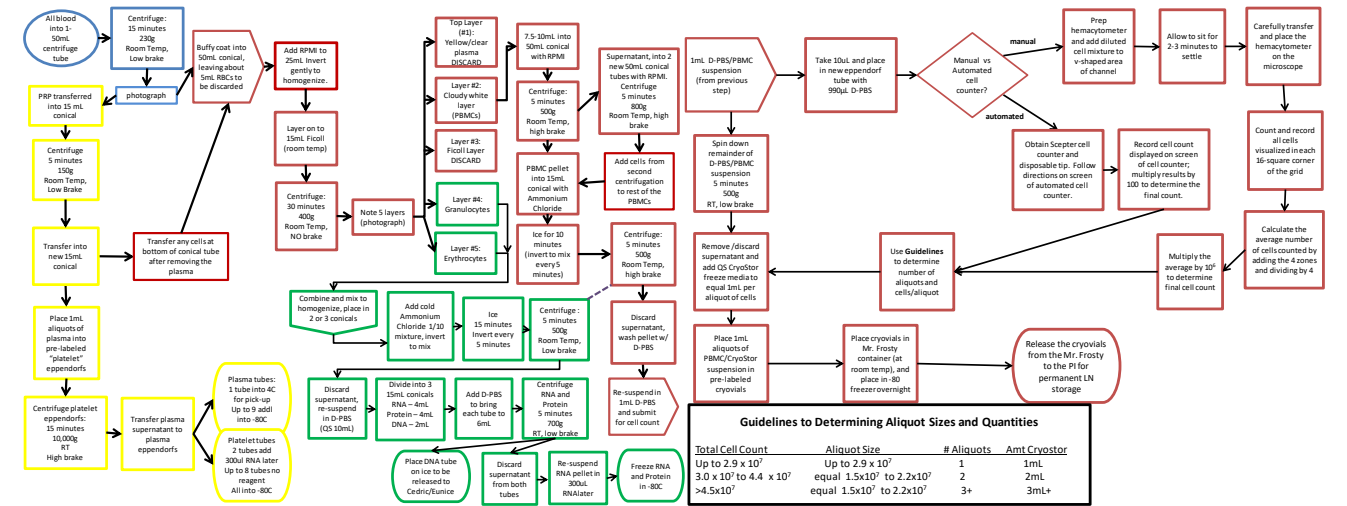 All blood
into 1-
50mL
centrifuge
tube
Centrifuge:
15 minutes
230g
Room Temp,
Low brake
photograph
PRP transferred
into 15 mL
conical
Centrifuge
5 minutes
150g
Room Temp,
Low Brake
Transfer into
new 15mL
conical
Transfer any cells at
bottom of conical tube
after removing the
plasma
Place 1mL
aliquots of
plasma into
pre-labeled
"platelet"
eppendorfs
Centrifuge platelet
eppendorfs:
15 minutes
10,000g
RT
High brake
Transfer plasma
supernatant to
plasma
eppendorfs
Plasma tubes:
1 tube into 4C
for pick-up
Up to 9 addl
into -80C
Platelet tubes
2 tubes add
300ul RNA later
Up to 8 tubes no
reagent
All into -80C
Buffy coat into
50mL conical,
leaving about
5mL RBCs to
be discarded
Add RPMI to
25mL Invert
gently to
homogenize.
Layer on to
15mL Ficoll
(room temp)
Centrifuge:
30 minutes
400g
Room Temp,
NO brake
Note 5 layers
(photograph)
Top Layer
(#1):
Yellow/clear
plasma
DISCARD
Layer #2:
Cloudy white
layer
(PBMCs)
Layer #3:
Ficoll Layer
DISCARD
Layer #4:
Granulocytes
Layer #5:
Erythrocytes
7.5-10mL into
50mL conical
with RPMI
Centrifuge:
5 minutes
500g
Room Temp,
high brake
Supernatant, into 2
new 50mL conical
tubes with RPMI.
Centrifuge
5 minutes
800g
Room Temp, high
brake
Add cells from
second
centrifugation
to rest of the
PBMCs
PBMC pellet
into 15mL
conical with
Ammonium
Chloride
Ice for 10
minutes
(invert to mix
every 5
minutes)
Centrifuge:
5 minutes
500g
Room Temp,
high brake
Discard
supernatant,
wash pellet w/
D-PBS
Re-suspend in
1mL D-PBS and
submit
for cell count
Combine and mix to
homogenize, place in
2 or 3 conicals
Add cold
Ammonium
Chloride 1/10
mixture, invert
to mix
Ice
15 minutes
Invert every
5 minutes
Centrifuge :
5 minutes
500g
Room Temp,
Low brake
Discard
supernatant,
re-suspend
in D-PBS
(QS 10mL)
Divide into 3
15mL conicals
RNA – 4mL
Protein – 4mL
DNA – 2mL
Add D-PBS
to bring
each tube to
6mL
Centrifuge
RNA and
Protein
5 minutes
700g
RT, low brake
Place DNA tube
on ice to be
released to
Cedric/Eunice
Discard
supernatant
from both
tubes
Re-suspend
RNA pellet in
300uL
RNAlater
Freeze RNA
and Protein
in -80C
1mL D-PBS/PBMC
suspension
(from previous
step)
Take 10uL and place
in new eppendorf
tube with
990µL D-PBS
Manual vs
Automated
cell
counter?
manual
automated
Prep
hemacytometer
and add diluted
cell mixture to
v-shaped area
of channel
Allow to sit for
2-3 minutes to
settle
Carefully transfer
and place the
hemacytometer
on the
microscope
Count and record
all cells
visualized in each
16-square corner
of the grid
Calculate the
average number
of cells counted by
adding the 4 zones
and dividing by 4
Multiply the
average by 10⁶
to determine
final cell count
Obtain Scepter cell
counter and
disposable tip. Follow
directions on screen
of automated cell
counter.
Record cell count
displayed on screen
of cell counter;
multiply results by
100 to determine the
final count.
Use Guidelines
to determine
number of
aliquots and
cells/aliquot
Spin down
remainder of
D-PBS/PBMC
suspension
5 minutes
500g
RT, low brake
Remove /discard
supernatant and
add QS CryoStor
freeze media to
equal 1mL per
aliquot of cells
Place 1mL
aliquots of
PBMC/CryoStor
suspension in
pre-labeled
cryovials
Place cryovials in
Mr. Frosty
container (at
room temp), and
place in -80
freezer overnight
Release the cryovials
from the Mr. Frosty
to the PI for
permanent LN
storage
Guidelines to Determining Aliquot Sizes and Quantities
Total Cell Count Aliquot Size # Aliquots Amt Cryostor
Up to 2.9 x 10⁷ Up to 2.9 x 10⁷ 1 1mL
3.0 x 10⁷ to 4.4 x 10⁷ equal 1.5x10⁷ to 2.2x10⁷ 2 2mL
>4.5x10⁷ equal 1.5x10⁷ to 2.2x10⁷ 3+ 3mL+